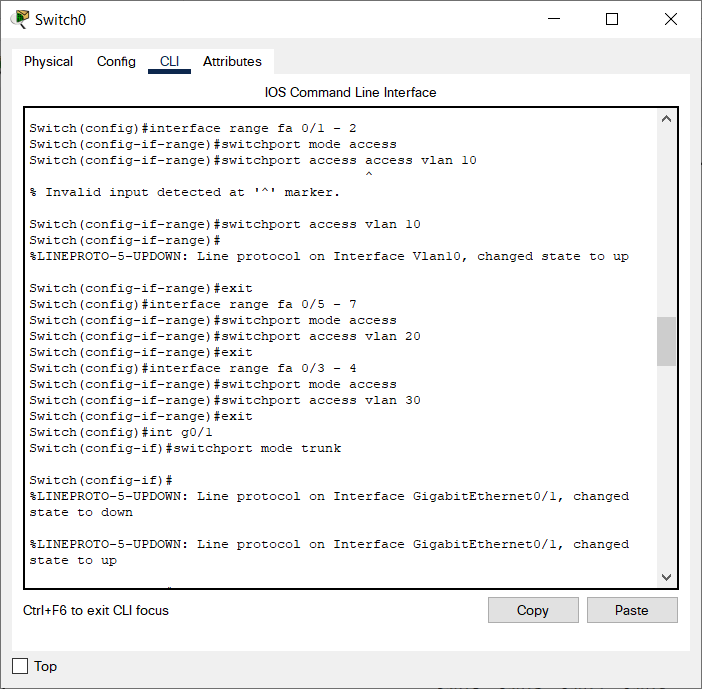 Switch0
Physical Config CLI Attributes
IOS Command Line Interface
Switch(config)#interface range fa 0/1 - 2
Switch(config-if-range)#switchport mode access
Switch(config-if-range)#switchport access access vlan 10
^
% Invalid input detected at '^' marker.
Switch(config-if-range)#switchport access vlan 10
Switch(config-if-range)#
%LINEPROTO-5-UPDOWN: Line protocol on Interface Vlan10, changed state to up
Switch(config-if-range)#exit
Switch(config)#interface range fa 0/5 - 7
Switch(config-if-range)#switchport mode access
Switch(config-if-range)#switchport access vlan 20
Switch(config-if-range)#exit
Switch(config)#interface range fa 0/3 - 4
Switch(config-if-range)#switchport mode access
Switch(config-if-range)#switchport access vlan 30
Switch(config-if-range)#exit
Switch(config)#int g0/1
Switch(config-if)#switchport mode trunk
Switch(config-if)#
%LINEPROTO-5-UPDOWN: Line protocol on Interface GigabitEthernet0/1, changed
state to down
%LINEPROTO-5-UPDOWN: Line protocol on Interface GigabitEthernet0/1, changed
state to up
Ctrl+F6 to exit CLI focus
Copy Paste
Top